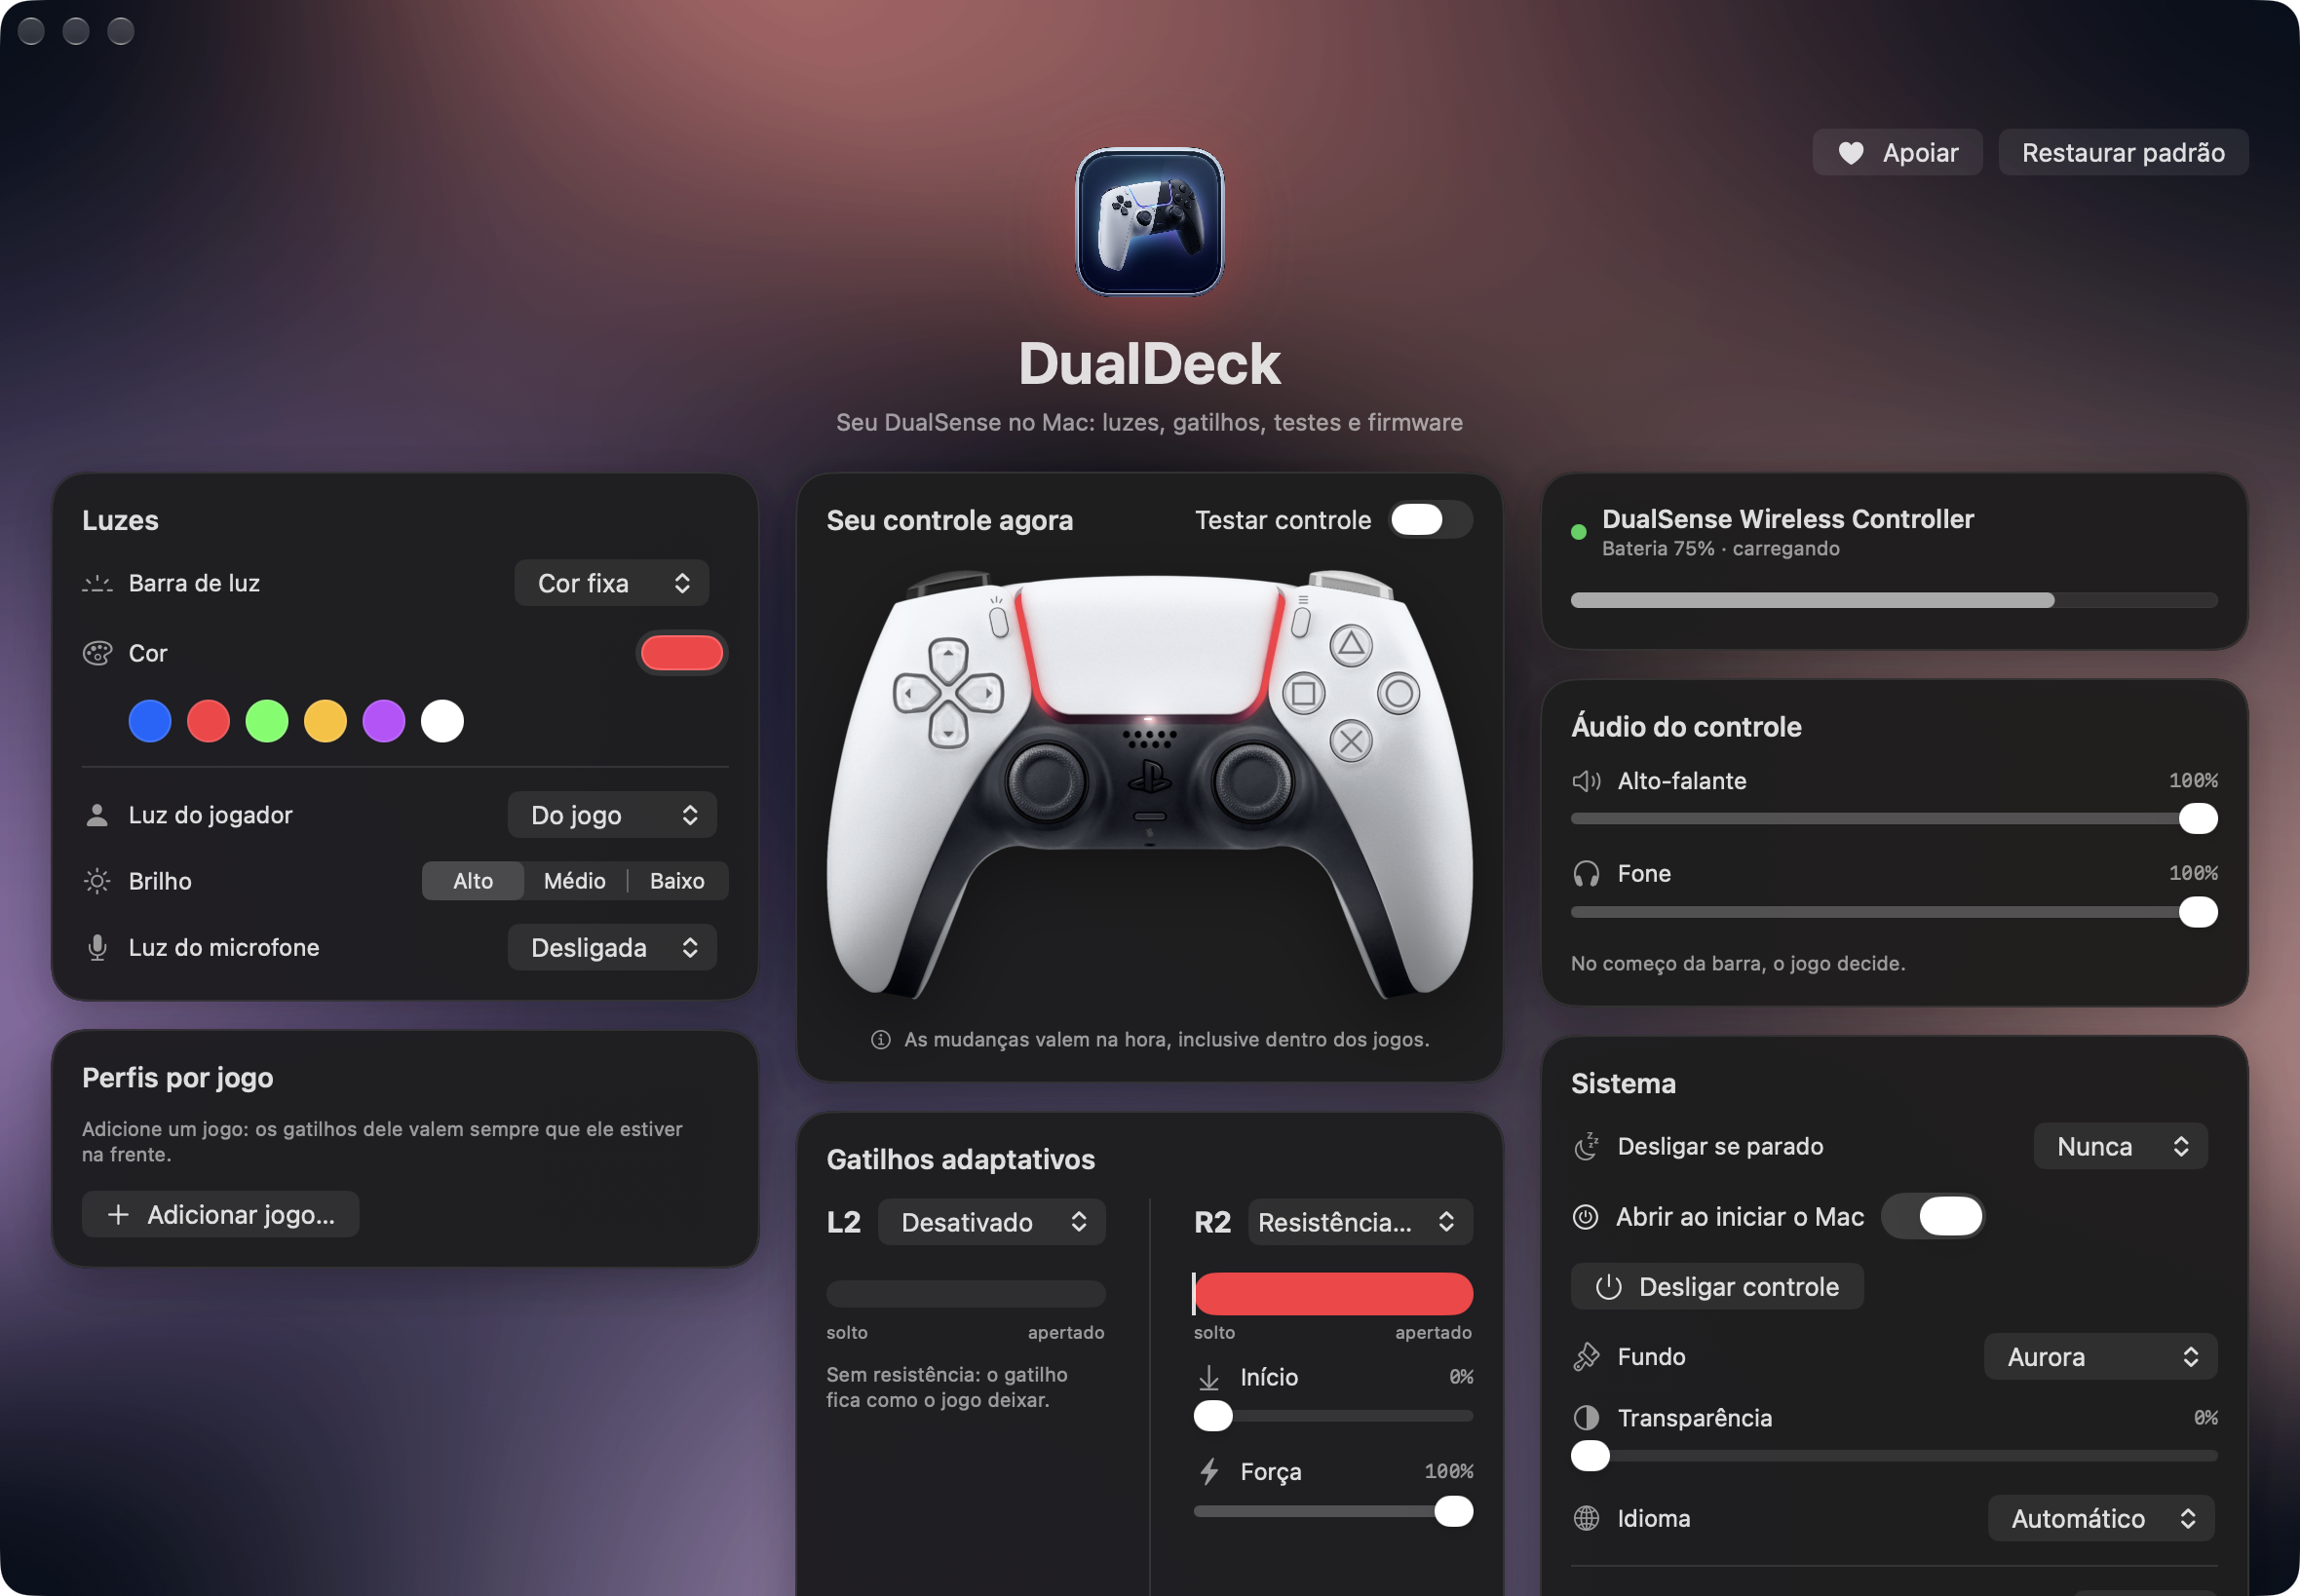 Apoiar
Restaurar padrão
DualDeck
Seu DualSense no Mac: luzes, gatilhos, testes e firmware
Luzes
Barra de luz
Cor fixa
Cor
Luz do jogador
Do jogo
Brilho
Alto
Médio
Baixo
Luz do microfone
Desligada
Perfis por jogo
Adicione um jogo: os gatilhos dele valem sempre que ele estiver
na frente.
Adicionar jogo...
Seu controle agora
Testar controle
As mudanças valem na hora, inclusive dentro dos jogos.
Gatilhos adaptativos
L2
Desativado
solto
apertado
Sem resistência: o gatilho
fica como o jogo deixar.
R2
Resistência...
solto
apertado
Início
0%
Força
100%
DualSense Wireless Controller
Bateria 75% · carregando
Áudio do controle
Alto-falante
100%
Fone
100%
No começo da barra, o jogo decide.
Sistema
Desligar se parado
Nunca
Abrir ao iniciar o Mac
Desligar controle
Fundo
Aurora
Transparência
0%
Idioma
Automático